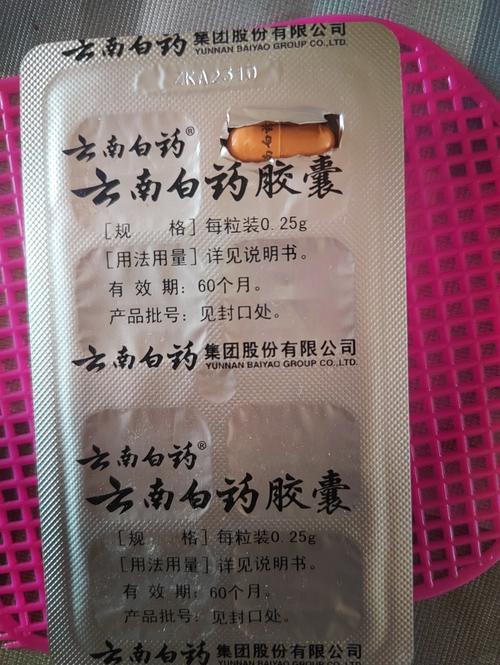 云南白药 集团股份有限公司
YUNNAN BAIYAO GROUP CO.,LTD.
ZKA2310
云南白药®
云南白药胶囊
[规 格] 每粒装0.25g
[用法用量] 详见说明书。
有 效 期：60个月。
产品批号：见封口处。
云南白药 集团股份有限公司
YUNNAN BAIYAO GROUP CO.,LTD.
云南白药®
云南白药胶囊
[规 格] 每粒装0.25g
[用法用量] 详见说明书。
有 效 期：60个月。
产品批号：见封口处。
云南白药 集团股份有限公司
YUNNAN BAIYAO GROUP CO.,LTD.